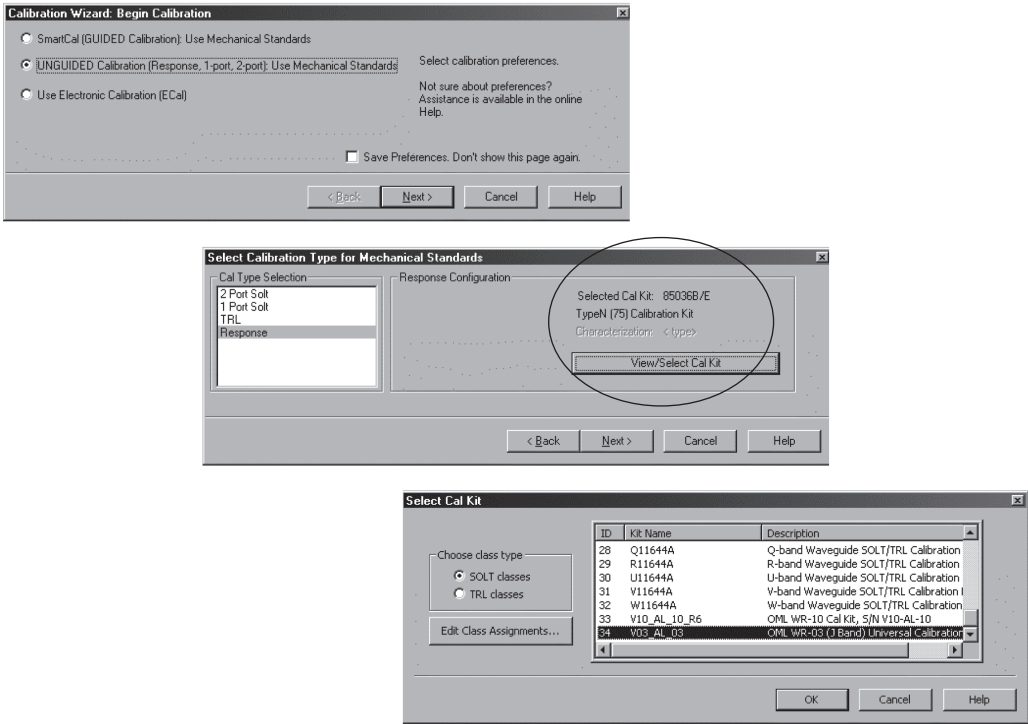 Calibration Wizard: Begin Calibration
SmartCal (GUIDED Calibration): Use Mechanical Standards
UNGUIDED Calibration (Response, 1-port, 2-port): Use Mechanical Standards
Use Electronic Calibration (ECal)
Select calibration preferences.
Not sure about preferences?
Assistance is available in the online
Help.
Save Preferences. Don't show this page again.
< Back
Next >
Cancel
Help
Select Calibration Type for Mechanical Standards
Cal Type Selection
2 Port Solt
1 Port Solt
TRL
Response
Response Configuration
Selected Cal Kit: 85036B/E
TypeN (75) Calibration Kit
Characterization: < type>
View/Select Cal Kit
< Back
Next >
Cancel
Help
Select Cal Kit
Choose class type
SOLT classes
TRL classes
Edit Class Assignments...
ID Kit Name Description
28 Q11644A Q-band Waveguide SOLT/TRL Calibration
29 R11644A R-band Waveguide SOLT/TRL Calibration
30 U11644A U-band Waveguide SOLT/TRL Calibration
31 V11644A V-band Waveguide SOLT/TRL Calibration
32 W11644A W-band Waveguide SOLT/TRL Calibration
33 V10_AL_10_R6 OML WR-10 Cal Kit, S/N V10-AL-10
34 V03_AL_03 OML WR-03 (J Band) Universal Calibration
OK
Cancel
Help